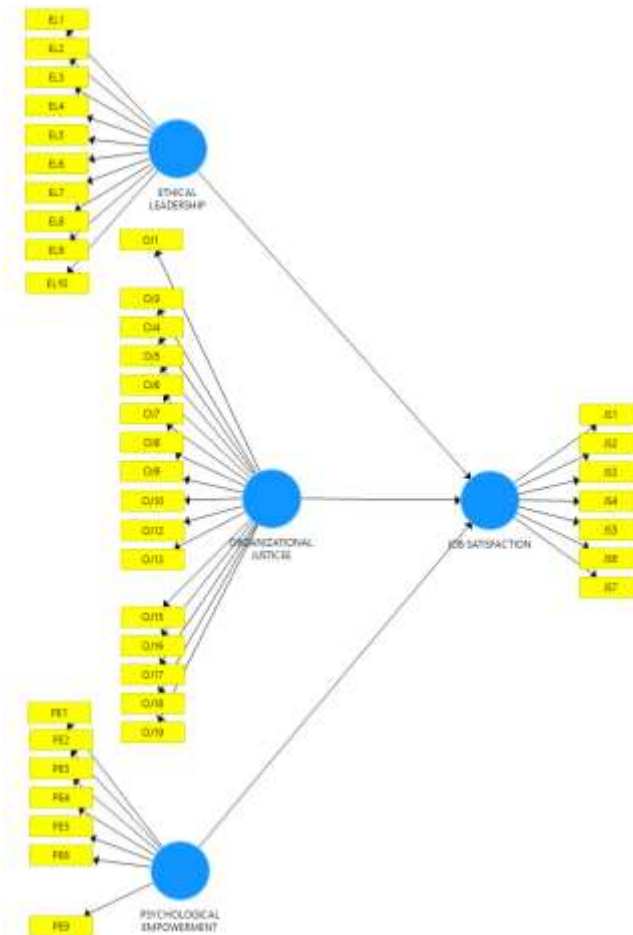 EL1
EL2
EL3
EL4
EL5
EL6
EL7
EL8
EL9
EL10
ETHICAL
LEADERSHIP
OJ1
OJ3
OJ4
OJ5
OJ6
OJ7
OJ8
OJ9
OJ10
OJ12
OJ13
ORGANIZATIONAL
JUSTICEE
OJ15
OJ16
OJ17
OJ18
OJ19
JS1
JS2
JS3
JS4
JS5
JS6
JS7
JOB SATISFACTION
PE1
PE2
PE3
PE4
PE5
PE6
PE9
PSYCHOLOGICAL
EMPOWERMENT